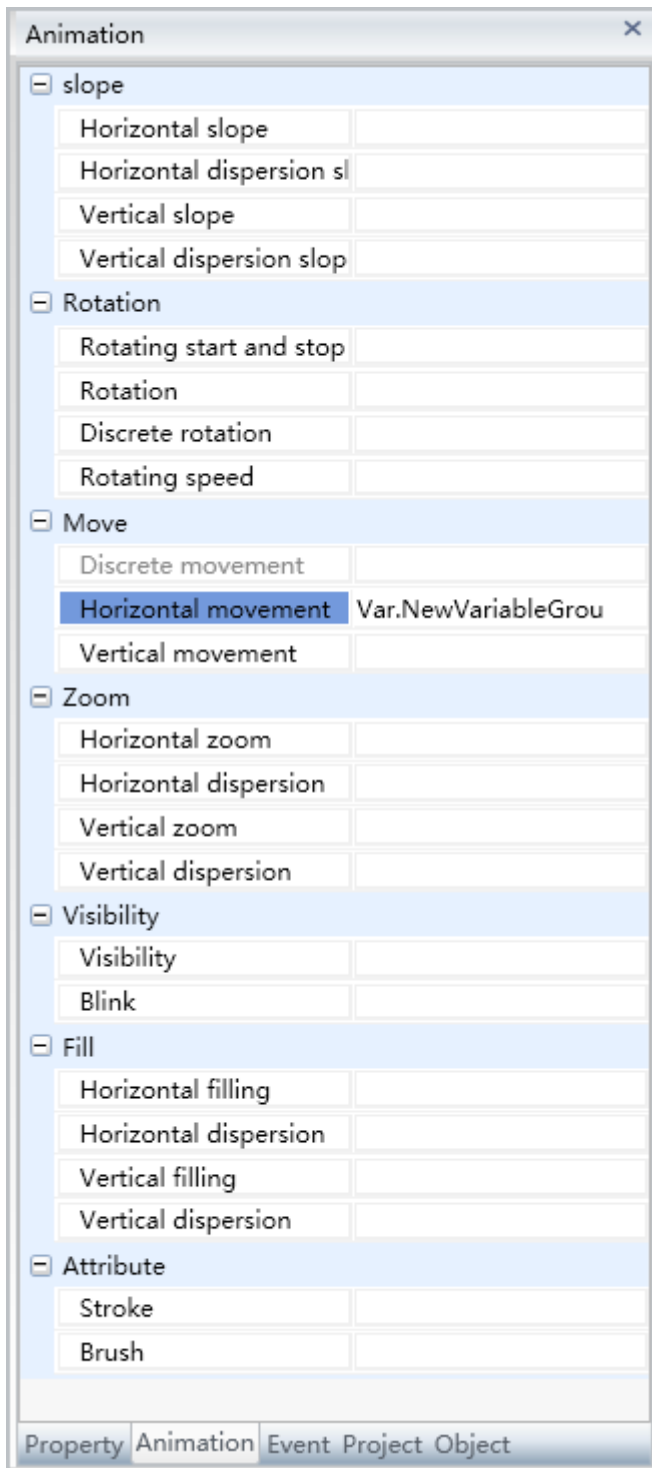 Animation
slope
Horizontal slope
Horizontal dispersion sl
Vertical slope
Vertical dispersion slop
Rotation
Rotating start and stop
Rotation
Discrete rotation
Rotating speed
Move
Discrete movement
Horizontal movement Var.NewVariableGrou
Vertical movement
Zoom
Horizontal zoom
Horizontal dispersion
Vertical zoom
Vertical dispersion
Visibility
Visibility
Blink
Fill
Horizontal filling
Horizontal dispersion
Vertical filling
Vertical dispersion
Attribute
Stroke
Brush
Property Animation Event Project Object